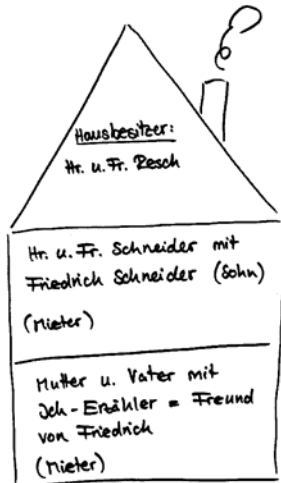 Hausbesitzer:
Hr. u. Fr. Resch
Hr. u. Fr. Schneider mit
Friedrich Schneider (Sohn)
(Mieter)
Mutter u. Vater mit
Ich-Erzähler = Freund
von Friedrich
(Mieter)